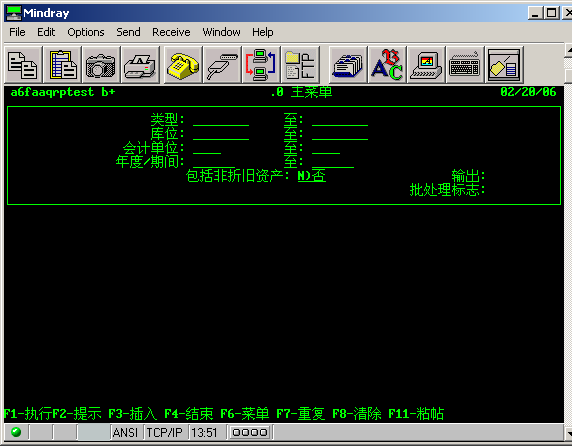 Mindray
File Edit Options Send Receive Window Help
a6faaqrptest b+ .0 主菜单 02/20/06
类型: 至:
库位: 至:
会计单位: 至:
年度/期间: 至:
包括非折旧资产: N)否 输出:
批处理标志:
F1-执行F2-提示 F3-插入 F4-结束 F6-菜单 F7-重复 F8-清除 F11-粘帖
ANSI TCP/IP 13:51